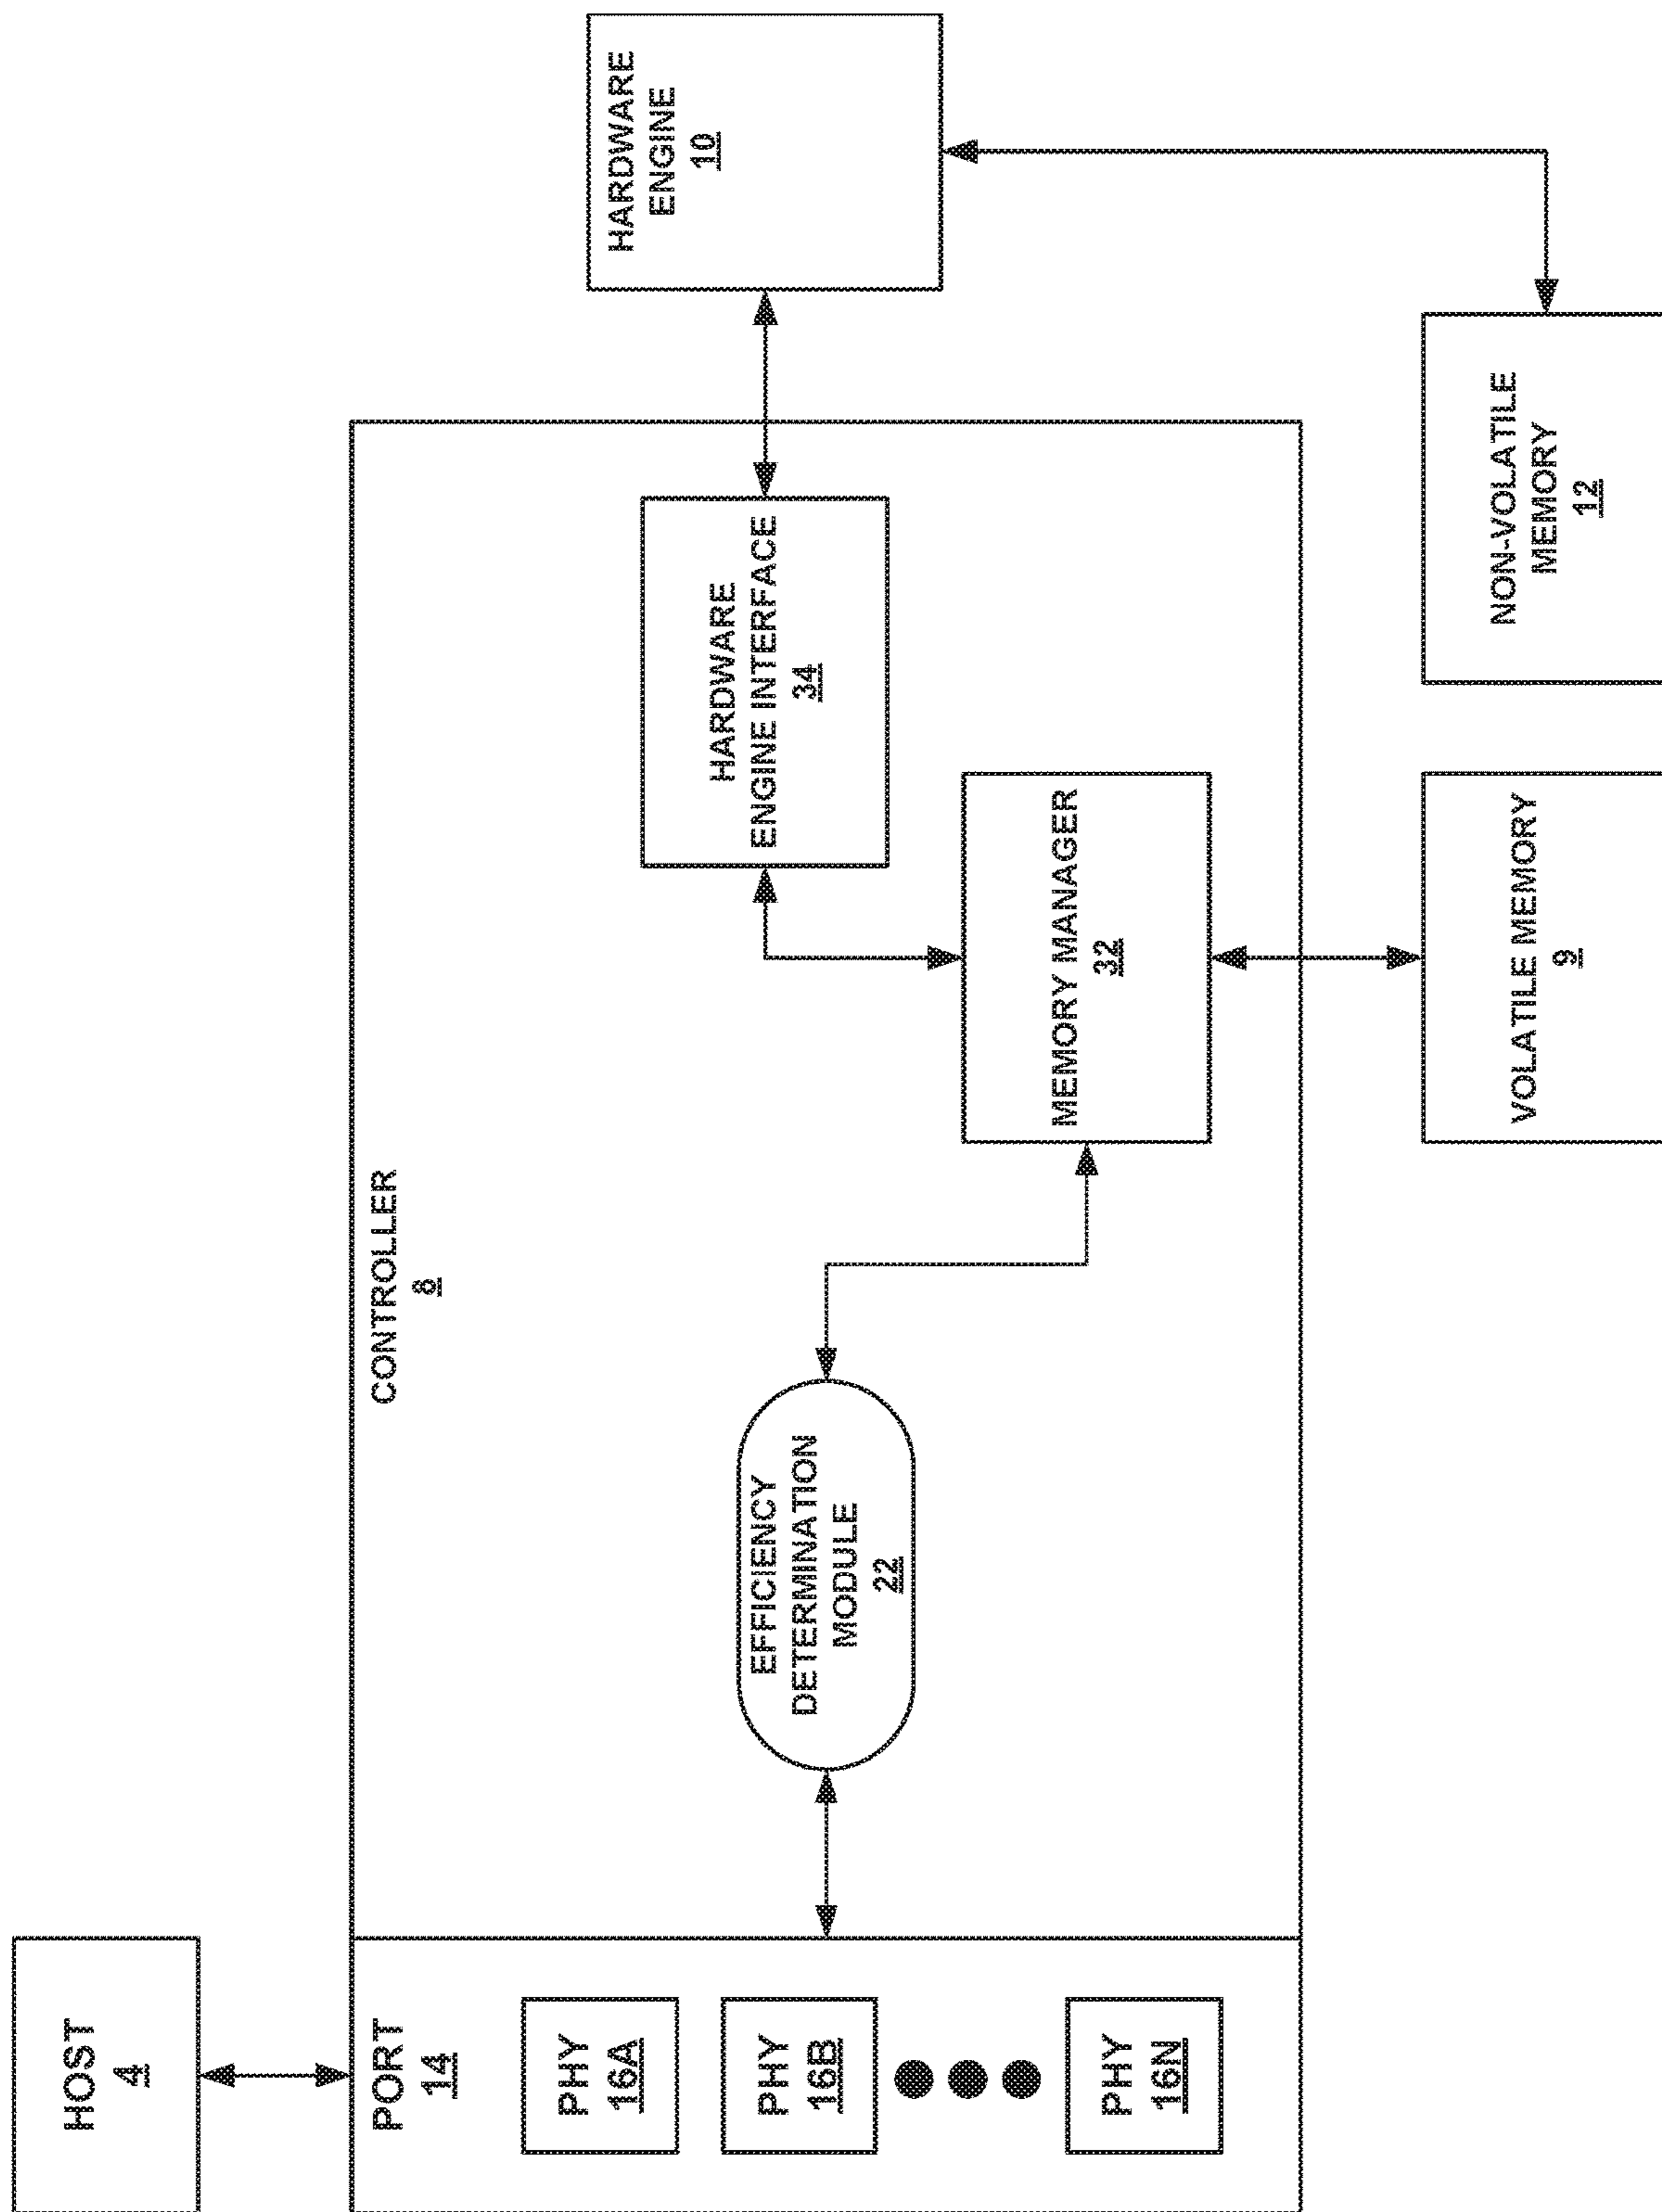 HOST
4
PORT
14
PHY
16A
PHY
16B
PHY
16N
CONTROLLER
8
EFFICIENCY
DETERMINATION
MODULE
22
MEMORY MANAGER
32
HARDWARE
ENGINE INTERFACE
34
HARDWARE
ENGINE
10
VOLATILE MEMORY
9
NON-VOLATILE
MEMORY
12